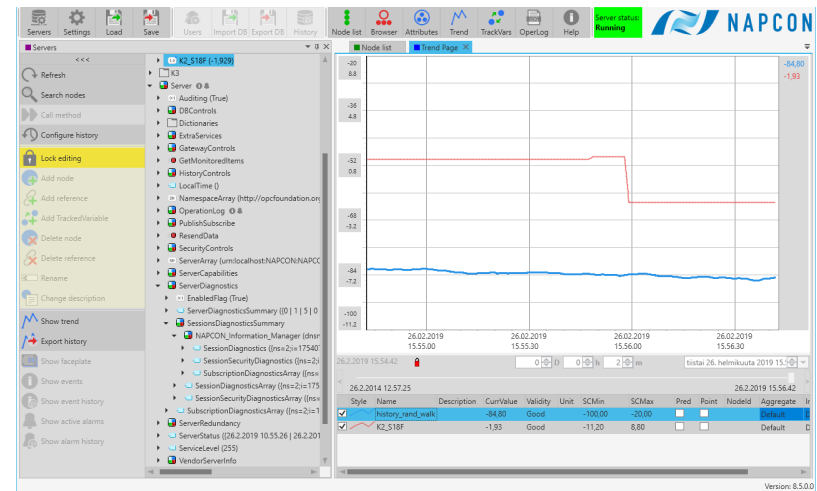 Servers Settings Load Save Users Import DB Export DB History Node list Browser Attributes Trend TrackVars OperLog Help
Server status:
Running
NAPCON
Servers
<<<
Refresh
Search nodes
Call method
Configure history
Lock editing
Add node
Add reference
Add TrackedVariable
Delete node
Delete reference
Rename
Change description
Show trend
Export history
Show faceplate
Show events
Show event history
Show active alarms
Show alarm history
K2_S18F (-1,929)
K3
Server
Auditing (True)
DBControls
Dictionaries
ExtraServices
GatewayControls
GetMonitoredItems
HistoryControls
LocalTime ()
NamespaceArray (http://opcfoundation.org
OperationLog
PublishSubscribe
ResendData
SecurityControls
ServerArray (urn:localhost:NAPCON:NAPCO
ServerCapabilities
ServerDiagnostics
EnabledFlag (True)
ServerDiagnosticsSummary ({0 | 1 | 5 | 0
SessionsDiagnosticsSummary
NAPCON_Information_Manager (dnsr
SessionDiagnostics ({ns=2;i=17540
SessionSecurityDiagnostics ({ns=2;i
SubscriptionDiagnosticsArray ({ns=
SessionDiagnosticsArray ({ns=2;i=175
SessionSecurityDiagnosticsArray ({ns=
SubscriptionDiagnosticsArray ({ns=2;i=1
ServerRedundancy
ServerStatus ({26.2.2019 10.55.26 | 26.2.201
ServiceLevel (255)
VendorServerInfo
Node list Trend Page
-20
8.8
-36
4.8
-52
0.8
-68
-3.2
-84
-7.2
-100
-11.2
-84,80
-1,93
26.02.2019 26.02.2019 26.02.2019 26.02.2019
15.55.00 15.55.30 15.56.00 15.56.30
26.2.2019 15.54.42 0 D 0 h 2 m tiistai 26. helmikuuta 2019 15.
26.2.2014 12.57.25 26.2.2019 15.56.42
Style Name Description CurrValue Validity Unit SCMin SCMax Pred Point NodeId Aggregate
history_rand_walk -84,80 Good -100,00 -20,00 Default
K2_S18F -1,93 Good -11,20 8,80 Default
Version: 8.5.0.0